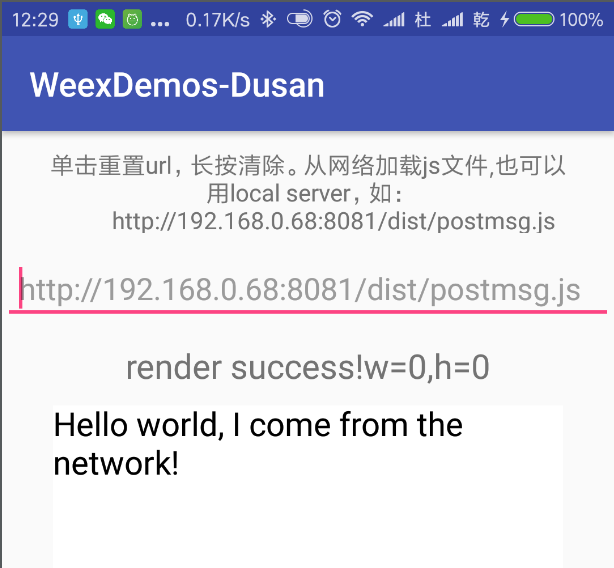 12:29 ... 0.17K/s 杜 乾 100%
WeexDemos-Dusan
单击重置url，长按清除。从网络加载js文件,也可以
用local server，如：
http://192.168.0.68:8081/dist/postmsg.js
http://192.168.0.68:8081/dist/postmsg.js
render success!w=0,h=0
Hello world, I come from the
network!